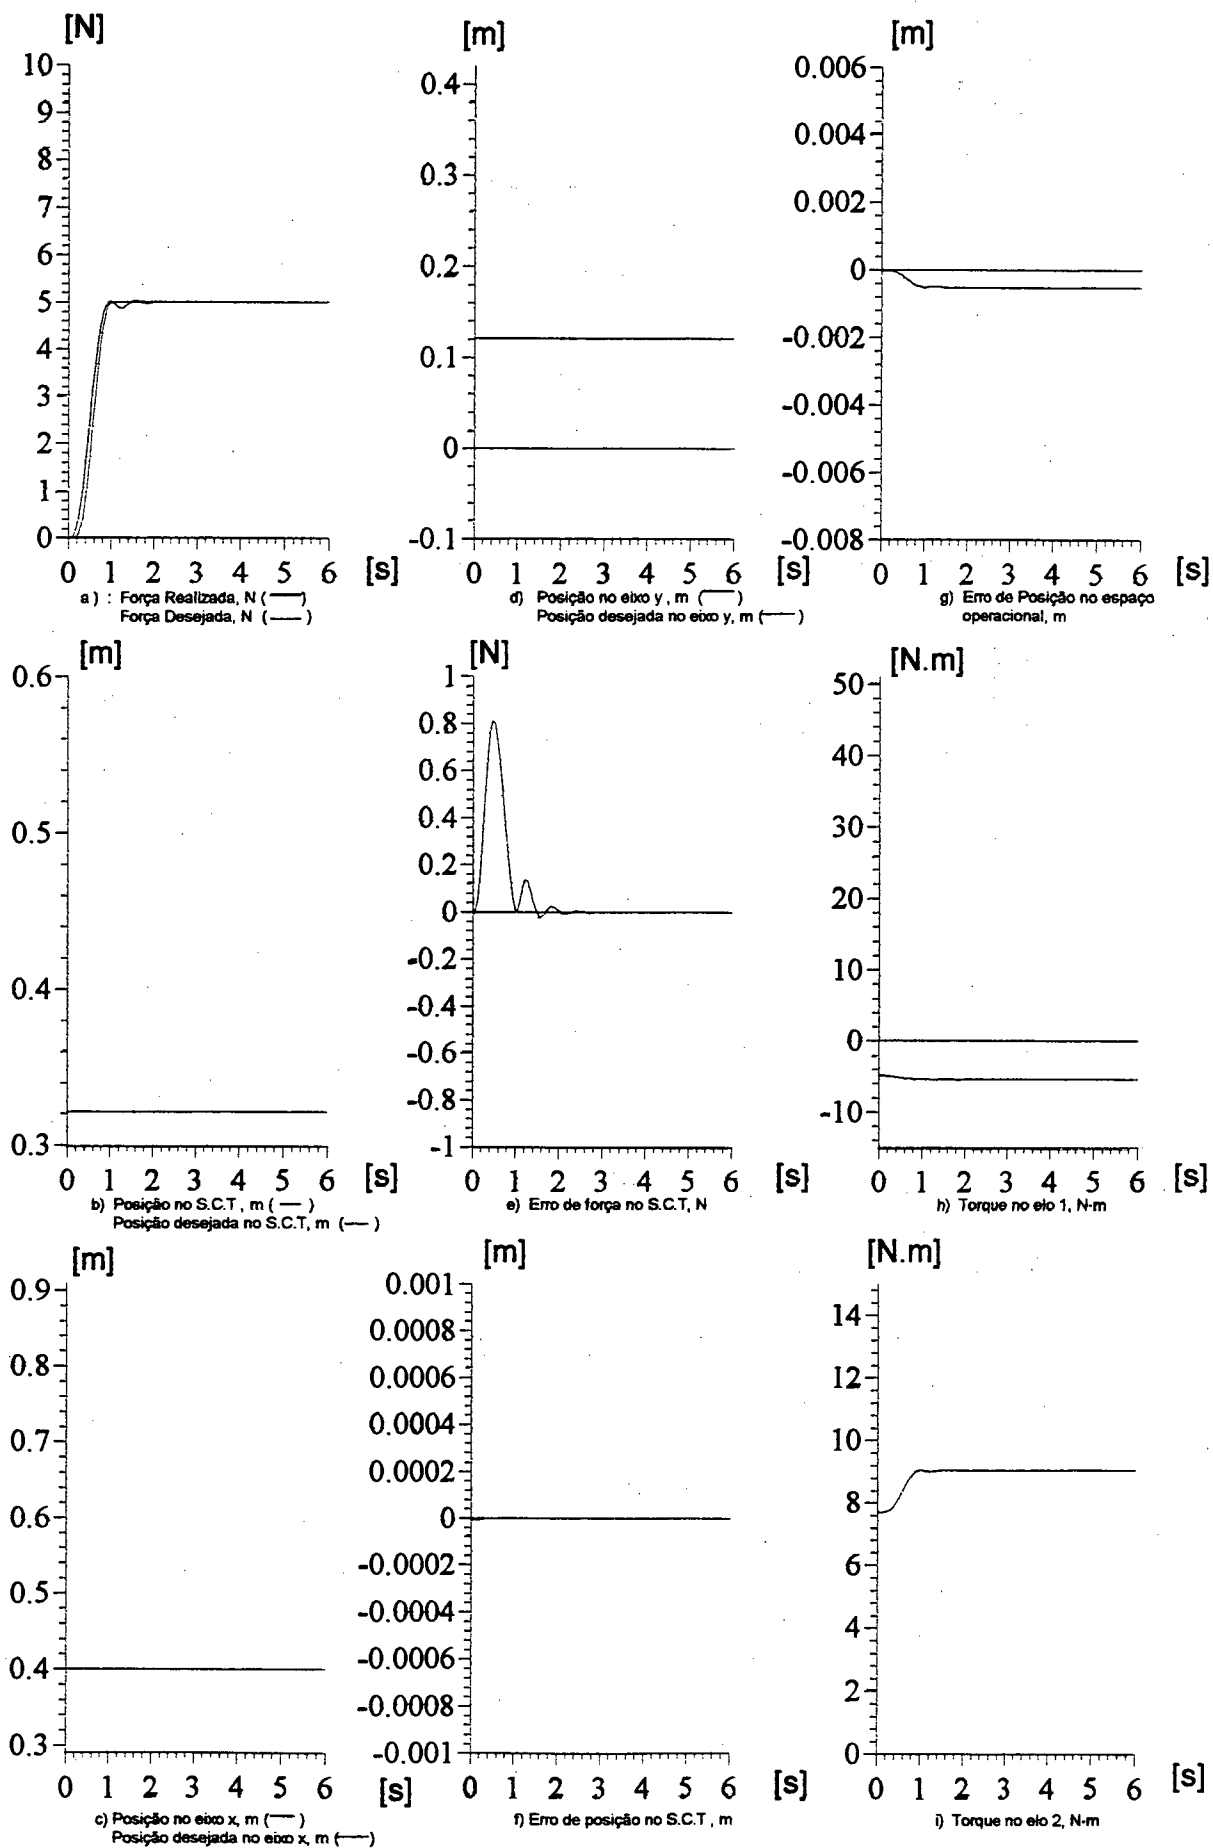 [N]
10
9
8
7
6
5
4
3
2
1
0
0 1 2 3 4 5 6 [s]
a ) : Força Realizada, N ( — )
Força Desejada, N ( — )
[m]
0.4
0.3
0.2
0.1
0
-0.1
0 1 2 3 4 5 6 [s]
d) Posição no eixo y , m ( — )
Posição desejada no eixo y, m ( — )
[m]
0.006
0.004
0.002
0
-0.002
-0.004
-0.006
-0.008
0 1 2 3 4 5 6 [s]
g) Erro de Posição no espaço
operacional, m
[m]
0.6
0.5
0.4
0.3
0 1 2 3 4 5 6 [s]
b) Posição no S.C.T , m ( — )
Posição desejada no S.C.T, m ( — )
[N]
1
0.8
0.6
0.4
0.2
0
-0.2
-0.4
-0.6
-0.8
-1
0 1 2 3 4 5 6 [s]
e) Erro de força no S.C.T, N
[N.m]
50
40
30
20
10
0
-10
0 1 2 3 4 5 6 [s]
h) Torque no elo 1, N-m
[m]
0.9
0.8
0.7
0.6
0.5
0.4
0.3
0 1 2 3 4 5 6 [s]
c) Posição no eixo x, m ( — )
Posição desejada no eixo x, m ( — )
[m]
0.001
0.0008
0.0006
0.0004
0.0002
0
-0.0002
-0.0004
-0.0006
-0.0008
-0.001
0 1 2 3 4 5 6 [s]
f) Erro de posição no S.C.T , m
[N.m]
14
12
10
8
6
4
2
0
0 1 2 3 4 5 6 [s]
i) Torque no elo 2, N-m